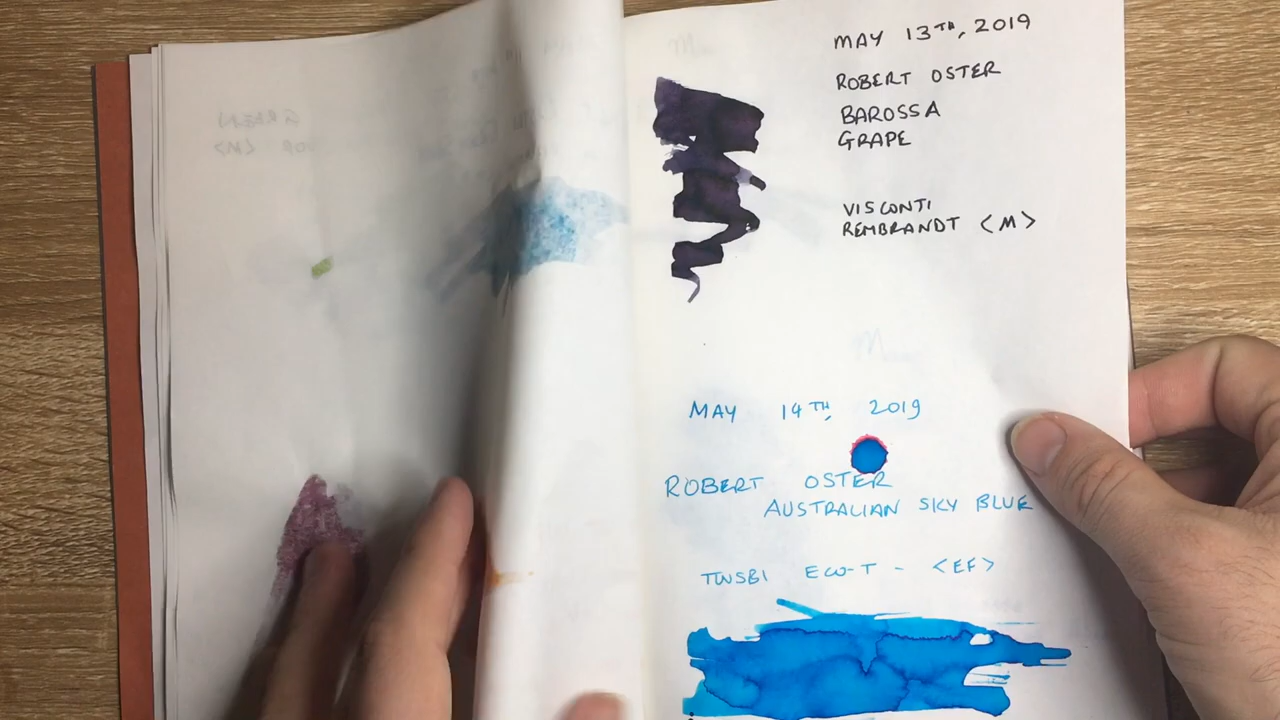 MAY 13TH, 2019
ROBERT OSTER
BAROSSA
GRAPE
VISCONTI
REMBRANDT <M>
MAY 14TH, 2019
ROBERT OSTER
AUSTRALIAN SKY BLUE
TWSBI ECO-T - <EF>